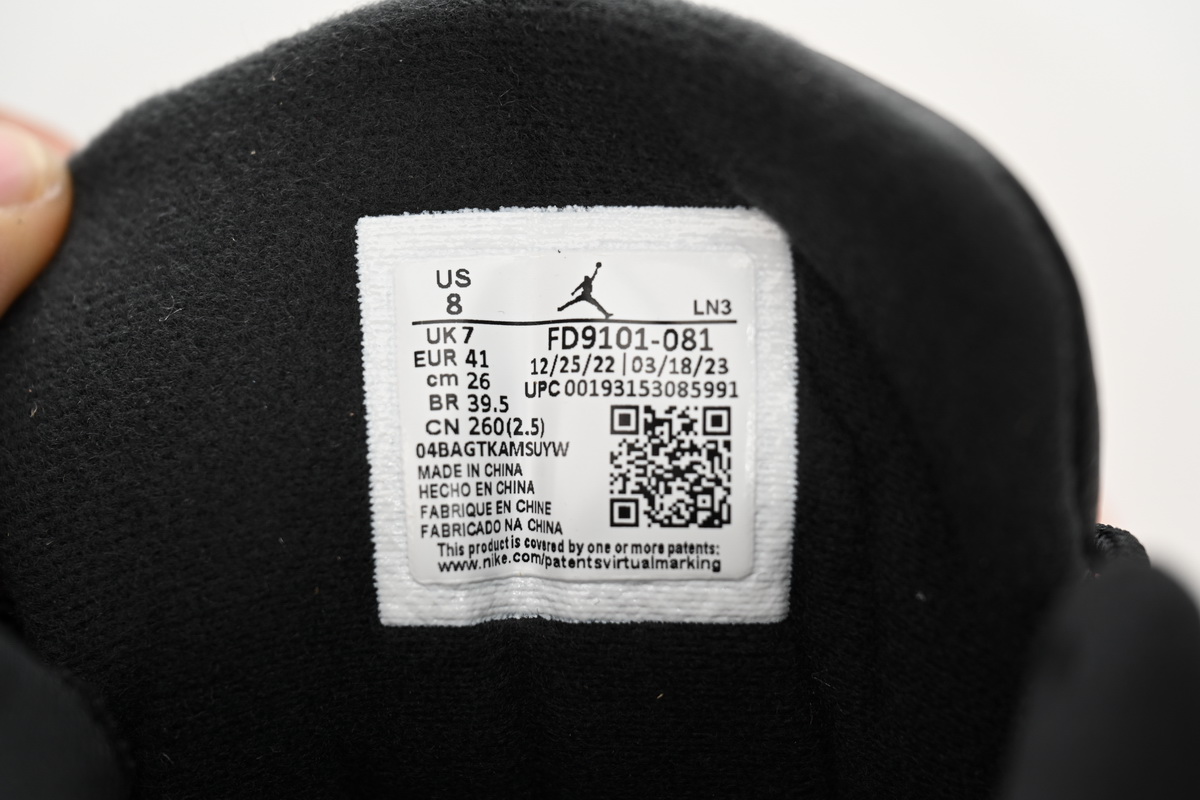 US
8
LN3
UK 7
FD9101-081
EUR 41
12/25/22 | 03/18/23
cm 26
UPC 00193153085991
BR 39.5
CN 260(2.5)
04BAGTKAMSUYW
MADE IN CHINA
HECHO EN CHINA
FABRIQUE EN CHINE
FABRICADO NA CHINA
This product is covered by one or more patents:
www.nike.com/patentsvirtualmarking